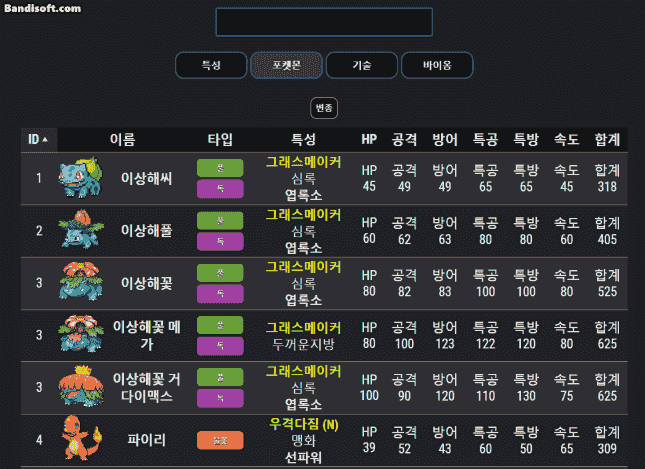 Bandisoft.com
특성 포켓몬 기술 바이옴
변종
ID 이름 타입 특성 HP 공격 방어 특공 특방 속도 합계
1 이상해씨 풀 독 그래스메이커 심록 엽록소 HP 45 공격 49 방어 49 특공 65 특방 65 속도 45 합계 318
2 이상해풀 풀 독 그래스메이커 심록 엽록소 HP 60 공격 62 방어 63 특공 80 특방 80 속도 60 합계 405
3 이상해꽃 풀 독 그래스메이커 심록 엽록소 HP 80 공격 82 방어 83 특공 100 특방 100 속도 80 합계 525
3 이상해꽃 메가 풀 독 그래스메이커 두꺼운지방 HP 80 공격 100 방어 123 특공 122 특방 120 속도 80 합계 625
3 이상해꽃 거다이맥스 풀 독 그래스메이커 심록 엽록소 HP 100 공격 90 방어 120 특공 110 특방 130 속도 75 합계 625
4 파이리 불꽃 우격다짐 (N) 맹화 선파워 HP 39 공격 52 방어 43 특공 60 특방 50 속도 65 합계 309